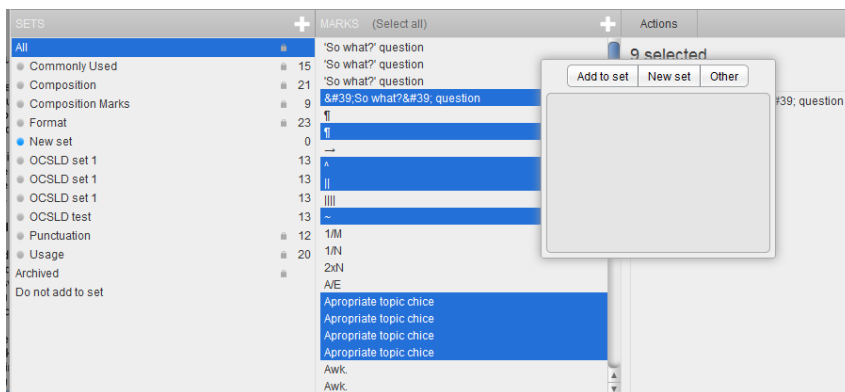 SETS
All
Commonly Used 15
Composition 21
Composition Marks 9
Format 23
New set 0
OCSLD set 1 13
OCSLD set 1 13
OCSLD set 1 13
OCSLD test 13
Punctuation 12
Usage 20
Archived
Do not add to set
MARKS (Select all)
'So what?' question
'So what?' question
'So what?' question
&#39;So what?&#39; question
¶
¶
→
^
||
||||
~
1/M
1/N
2xN
A/E
Apropriate topic chice
Apropriate topic chice
Apropriate topic chice
Apropriate topic chice
Awk.
Awk.
Actions
9 selected
Add to set New set Other
#39; question